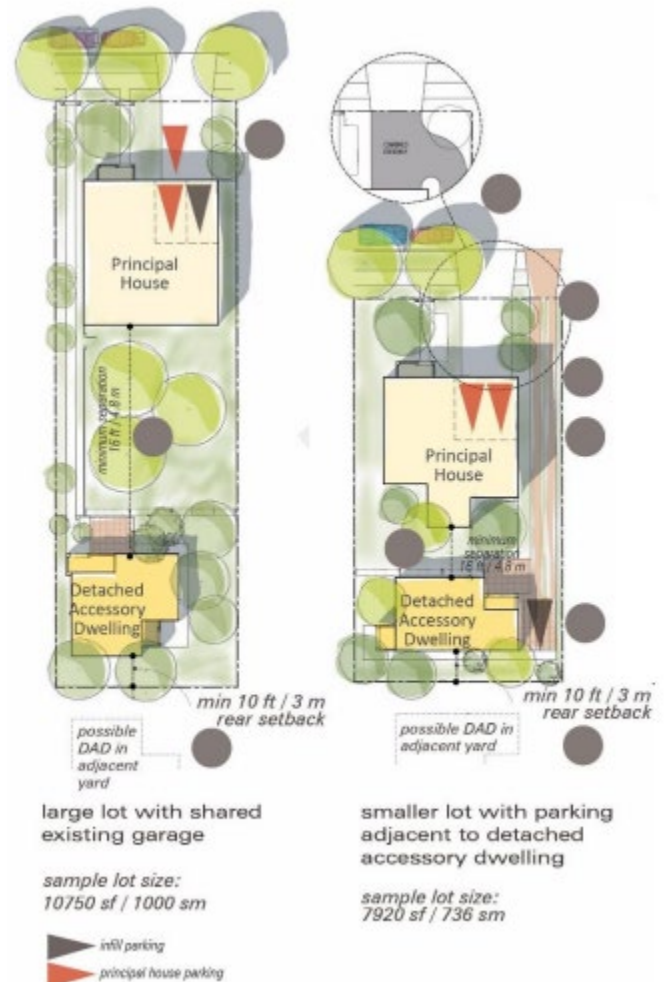 Principal
House
minimum separation
16 ft / 4.8 m
Detached
Accessory
Dwelling
min 10 ft / 3 m
rear setback
possible
DAD in
adjacent
yard
large lot with shared
existing garage
sample lot size:
10750 sf / 1000 sm
infill parking
principal house parking
Principal
House
minimum
separation
16 ft / 4.8 m
Detached
Accessory
Dwelling
min 10 ft / 3 m
rear setback
possible DAD in
adjacent yard
smaller lot with parking
adjacent to detached
accessory dwelling
sample lot size:
7920 sf / 736 sm